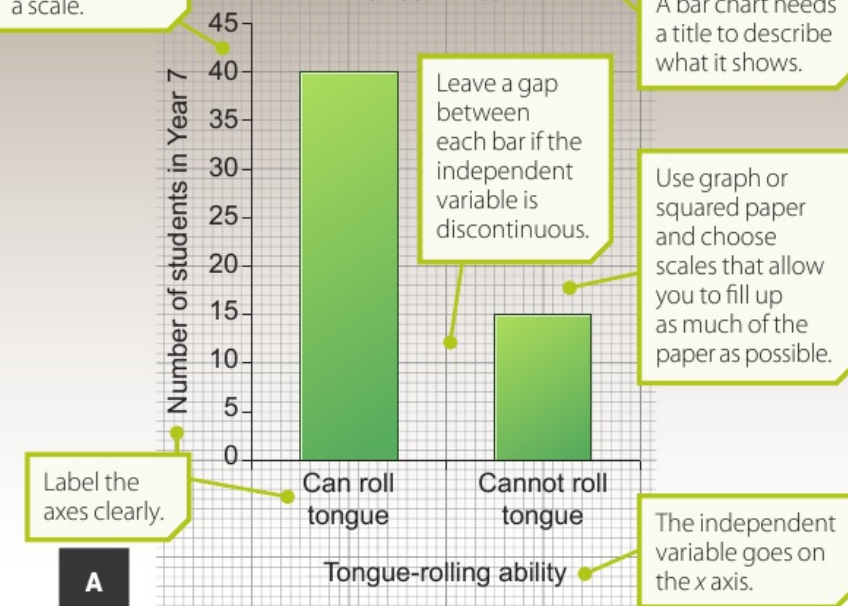 a scale.
A bar chart needs
a title to describe
what it shows.
45
40
35
30
25
20
15
10
5
0
Number of students in Year 7
Leave a gap
between
each bar if the
independent
variable is
discontinuous.
Use graph or
squared paper
and choose
scales that allow
you to fill up
as much of the
paper as possible.
Label the
axes clearly.
Can roll
tongue
Cannot roll
tongue
Tongue-rolling ability
The independent
variable goes on
the x axis.
A